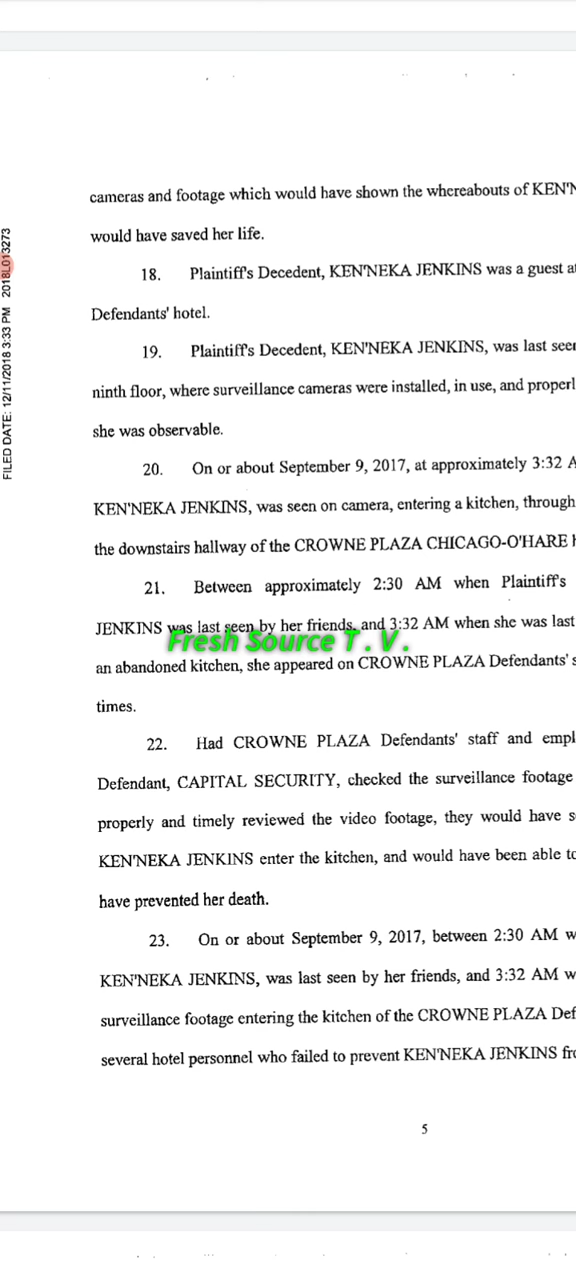 cameras and footage which would have shown the whereabouts of KEN'N
would have saved her life.
18. Plaintiff's Decedent, KEN'NEKA JENKINS was a guest at
Defendants' hotel.
19. Plaintiff's Decedent, KEN'NEKA JENKINS, was last seen
ninth floor, where surveillance cameras were installed, in use, and properl
she was observable.
20. On or about September 9, 2017, at approximately 3:32 A
KEN'NEKA JENKINS, was seen on camera, entering a kitchen, through
the downstairs hallway of the CROWNE PLAZA CHICAGO-O'HARE h
21. Between approximately 2:30 AM when Plaintiff's
JENKINS was last seen by her friends, and 3:32 AM when she was last
Fresh Source T.V.
an abandoned kitchen, she appeared on CROWNE PLAZA Defendants' s
times.
22. Had CROWNE PLAZA Defendants' staff and empl
Defendant, CAPITAL SECURITY, checked the surveillance footage
properly and timely reviewed the video footage, they would have s
KEN'NEKA JENKINS enter the kitchen, and would have been able to
have prevented her death.
23. On or about September 9, 2017, between 2:30 AM w
KEN'NEKA JENKINS, was last seen by her friends, and 3:32 AM w
surveillance footage entering the kitchen of the CROWNE PLAZA Def
several hotel personnel who failed to prevent KEN'NEKA JENKINS fro
5
FILED DATE: 12/11/2018 3:33 PM 2018L013273